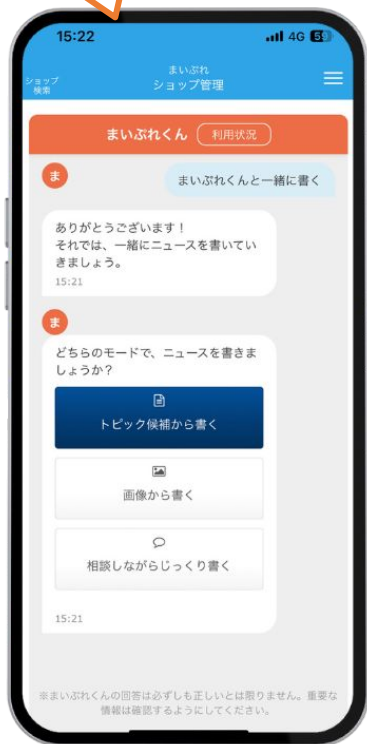 15:22
4G 59
まいぷれ
ショップ
検索
ショップ管理
まいぷれくん
利用状況
ま
まいぷれくんと一緒に書く
ありがとうございます！
それでは、一緒にニュースを書いてい
きましょう。
15:21
ま
どちらのモードで、ニュースを書きま
しょうか？
トピック候補から書く
画像から書く
相談しながらじっくり書く
15:21
※まいぷれくんの回答は必ずしも正しいとは限りません。重要な
情報は確認するようにしてください。